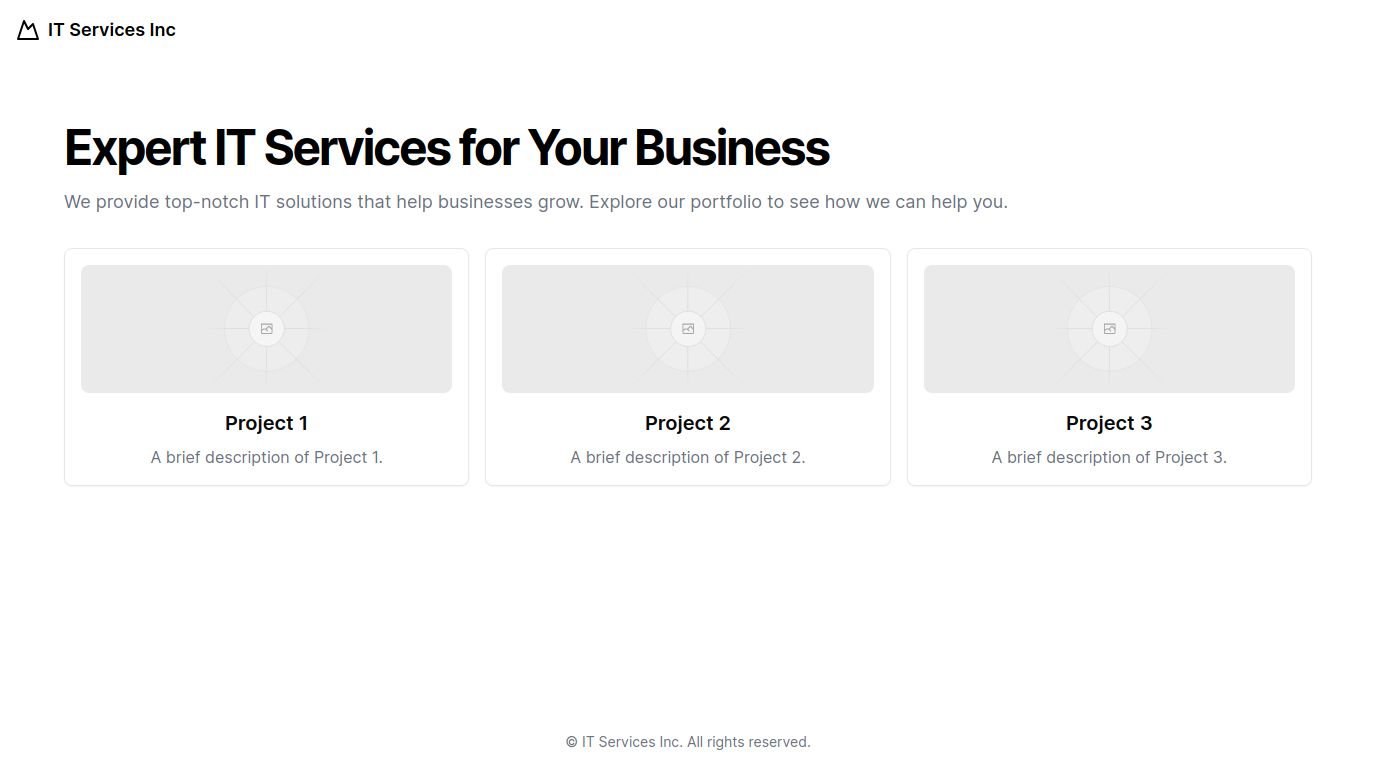 IT Services Inc
Expert IT Services for Your Business
We provide top-notch IT solutions that help businesses grow. Explore our portfolio to see how we can help you.
Project 1
A brief description of Project 1.
Project 2
A brief description of Project 2.
Project 3
A brief description of Project 3.
© IT Services Inc. All rights reserved.